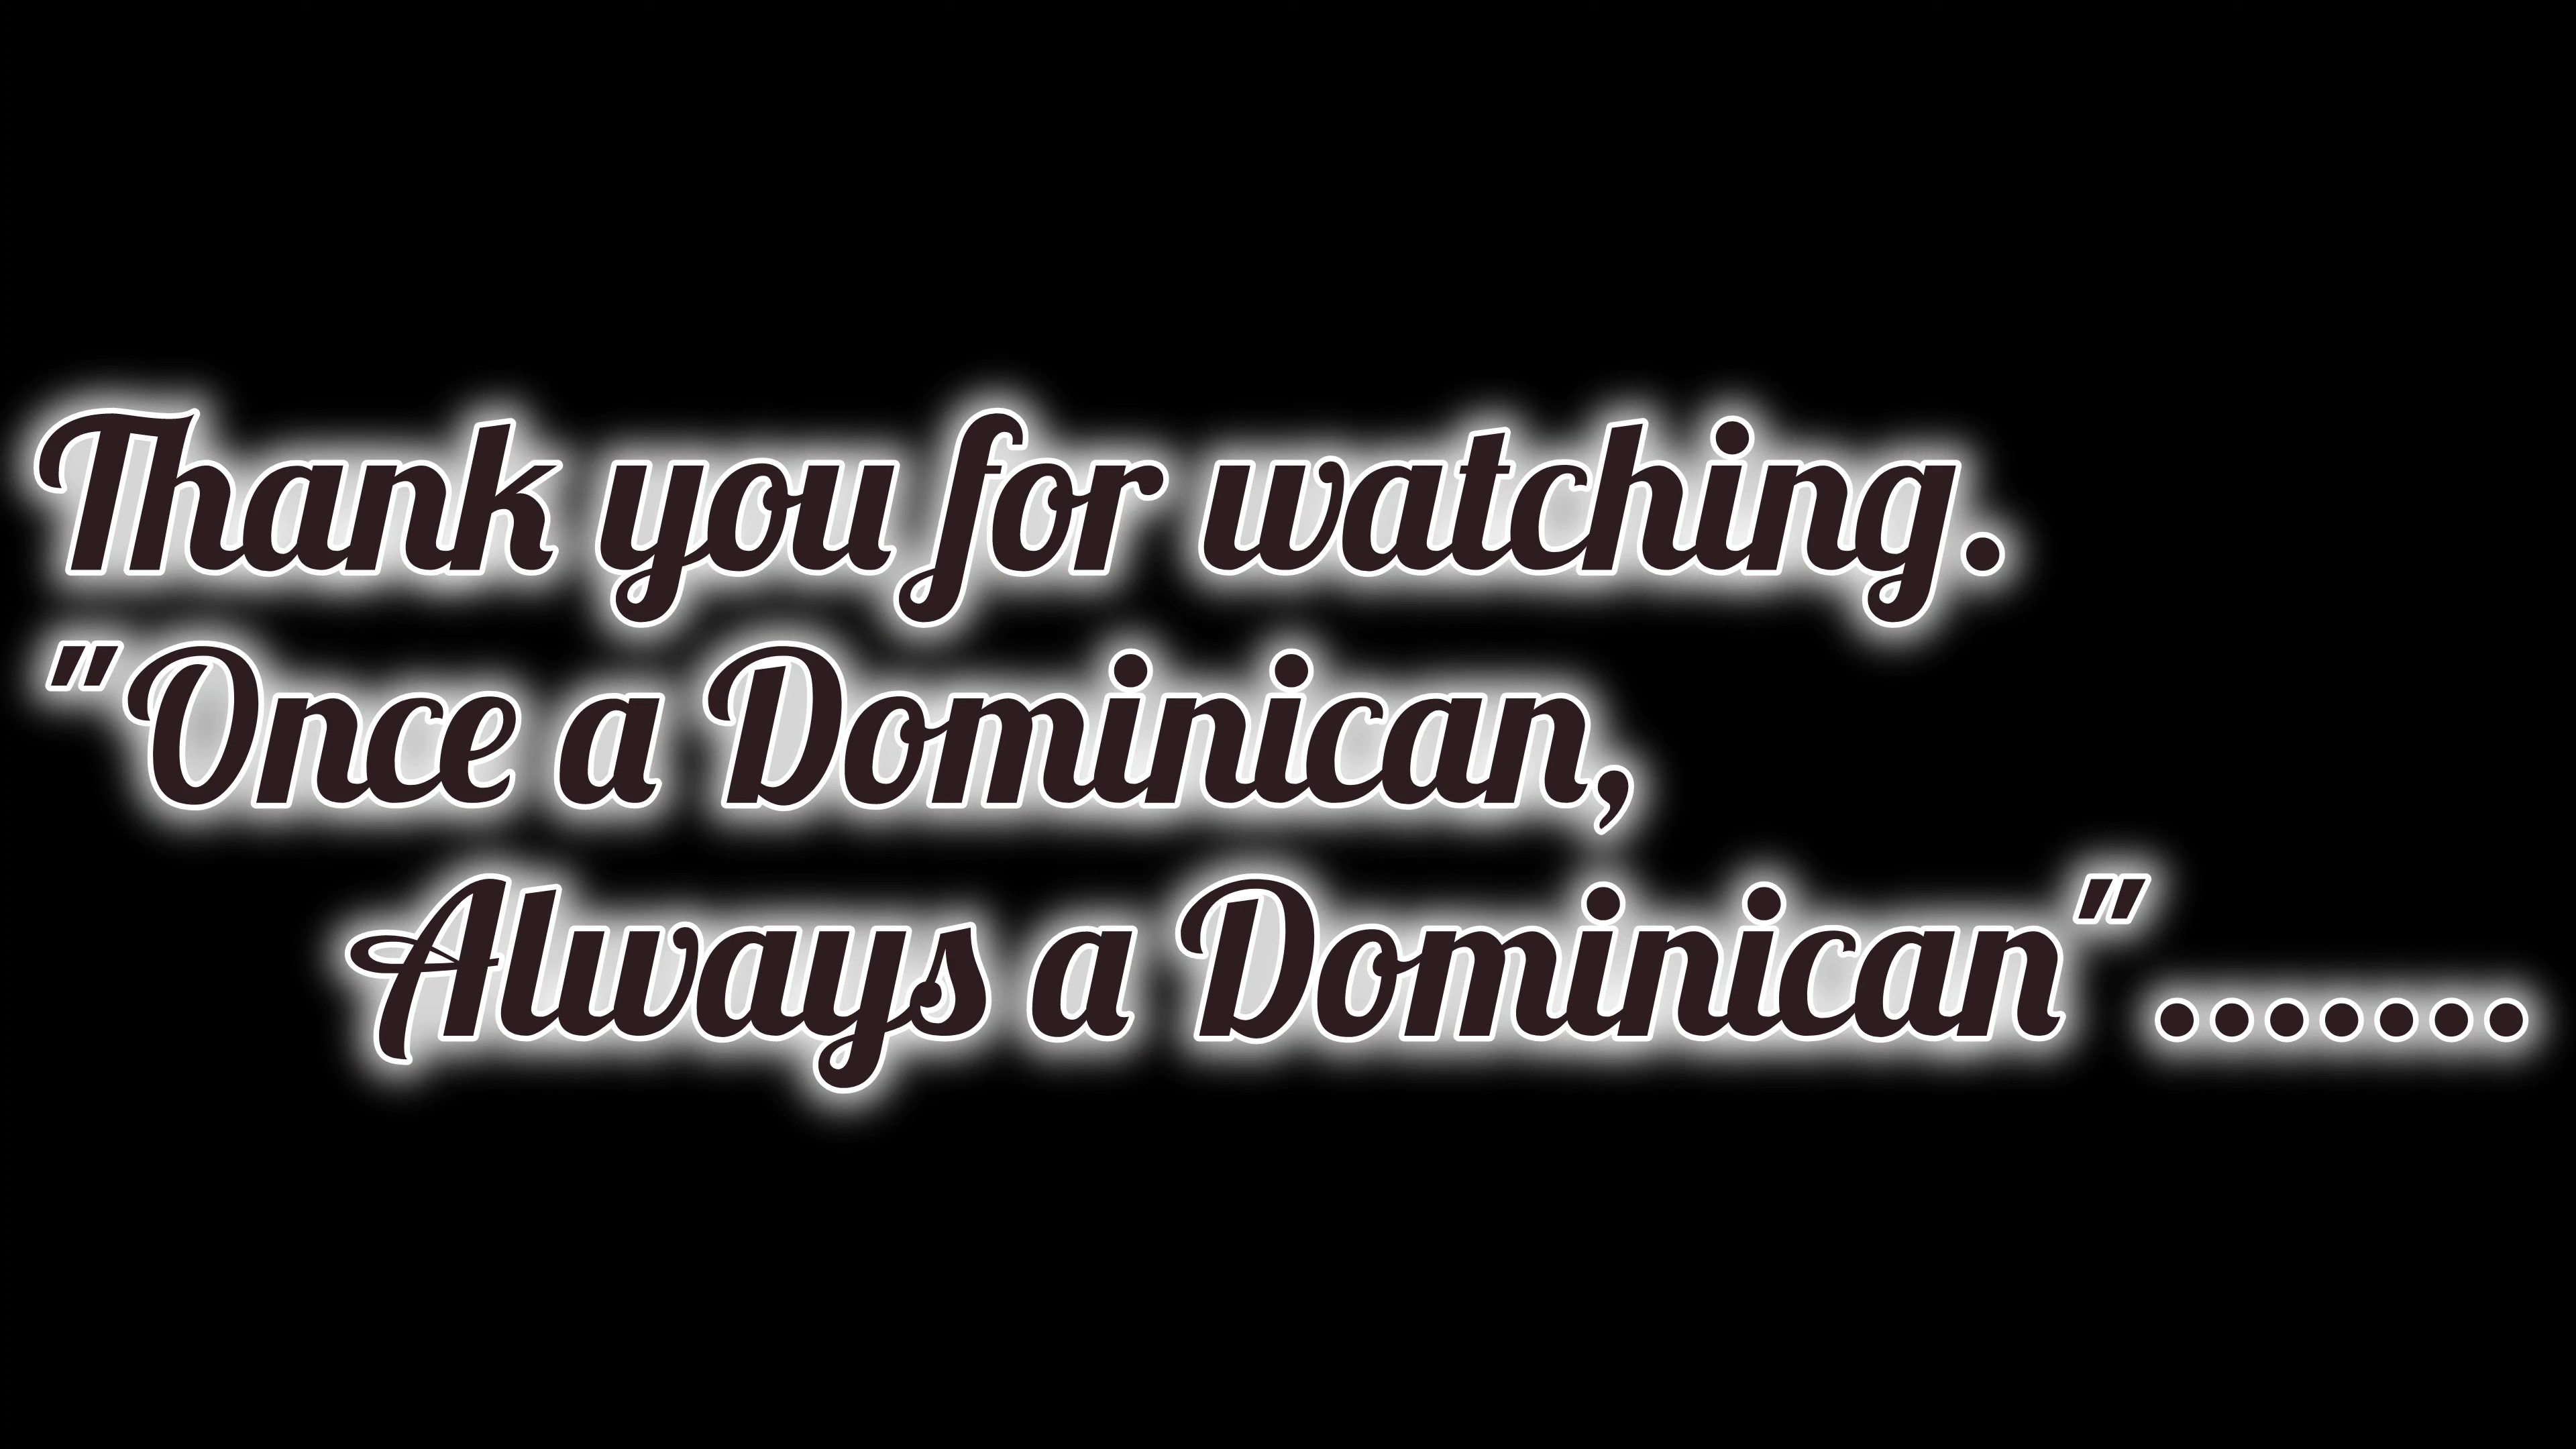 Thank you for watching.
"Once a Dominican,
Always a Dominican".......